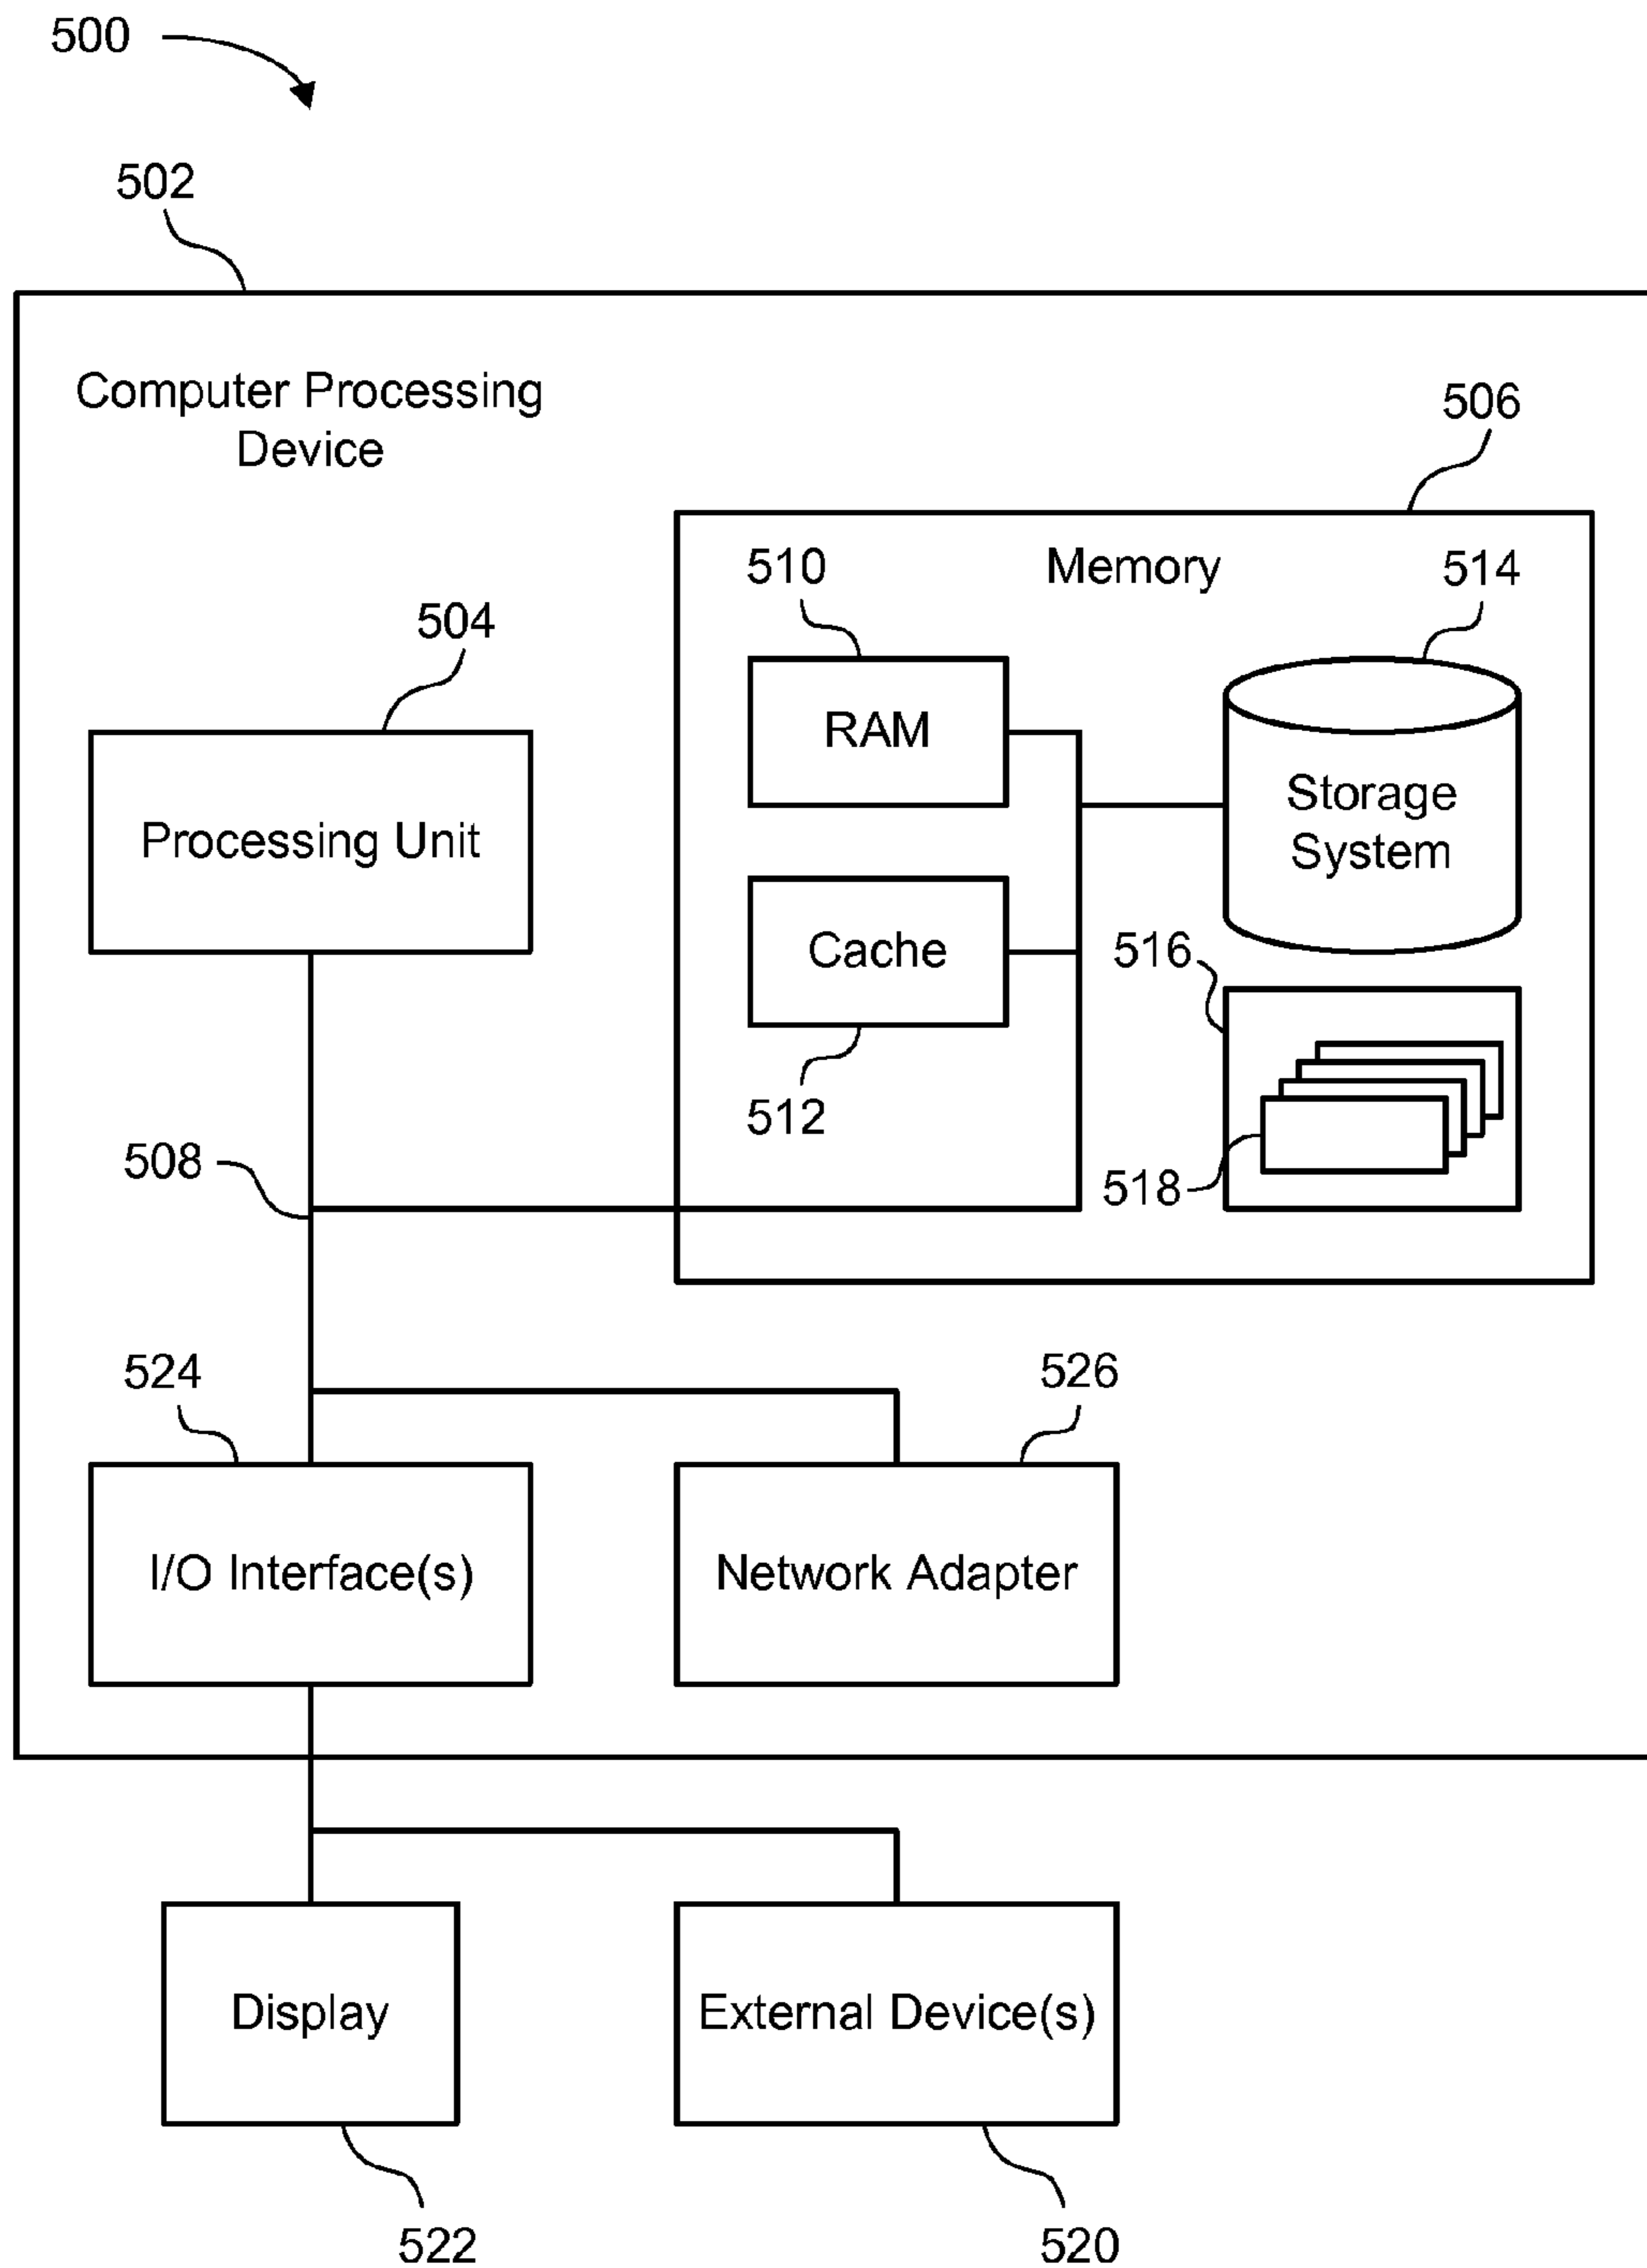 500
502
Computer Processing
Device
506
510
Memory
514
504
RAM
Storage
System
Processing Unit
Cache
516
512
508
518
524
526
I/O Interface(s)
Network Adapter
Display
External Device(s)
522
520